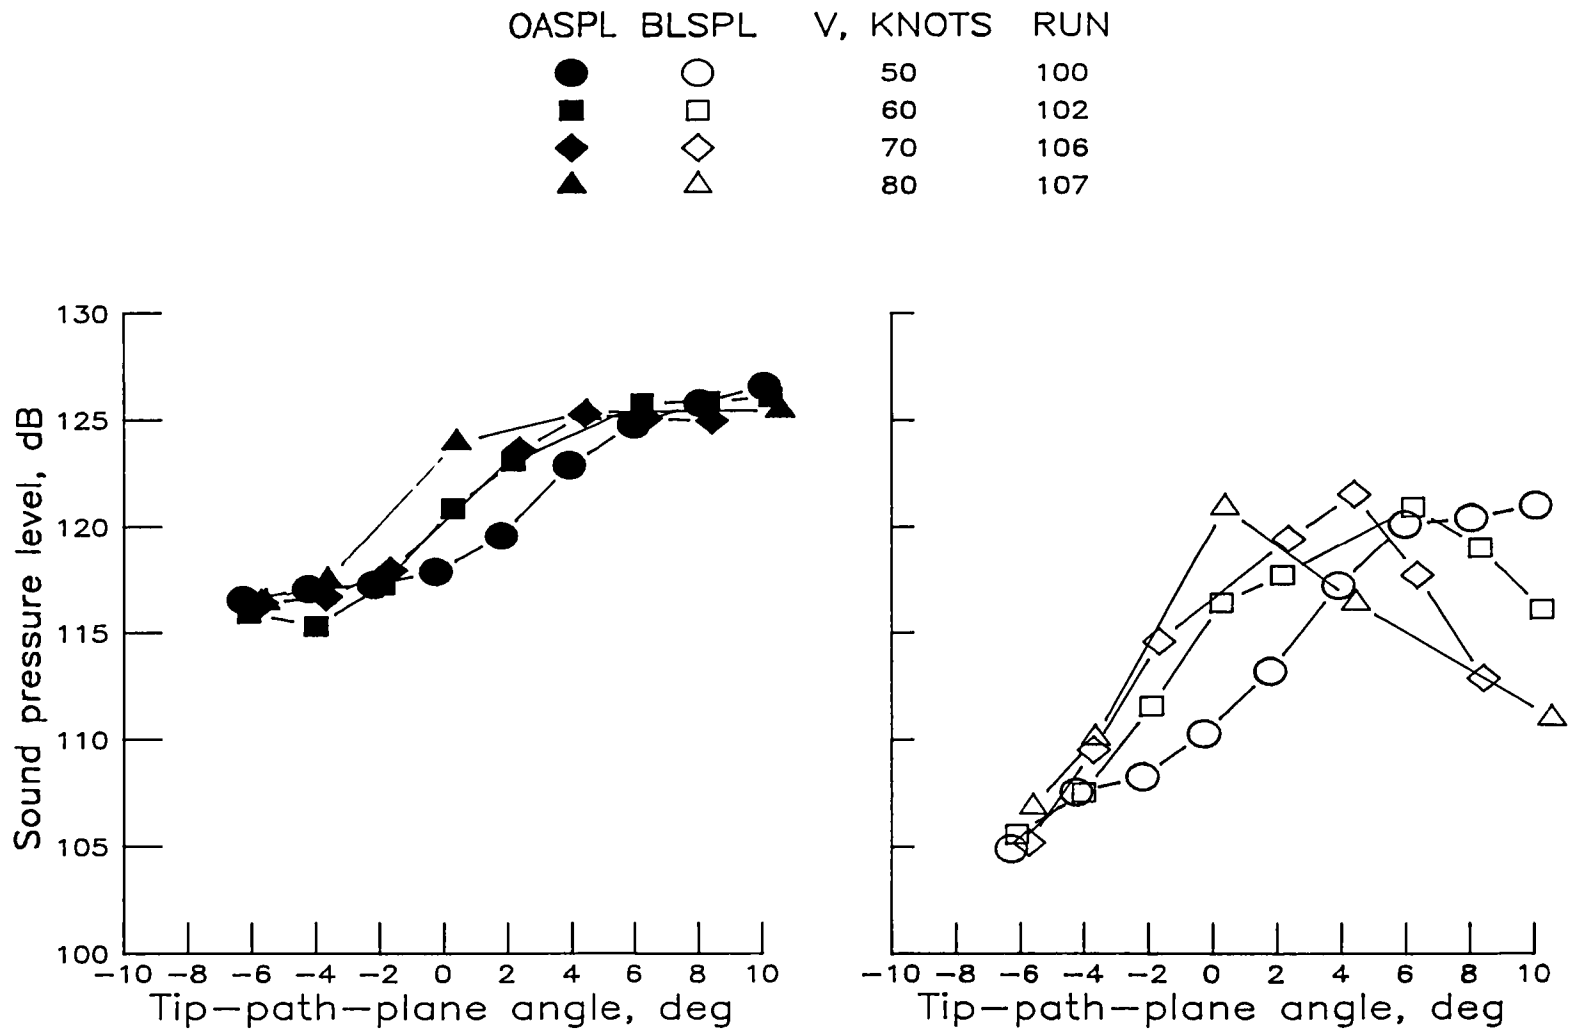 OASPL BLSPL V, KNOTS RUN
50 100
60 102
70 106
80 107
130
125
120
115
110
105
100
Sound pressure level, dB
-10 -8 -6 -4 -2 0 2 4 6 8 10
Tip-path-plane angle, deg
-10 -8 -6 -4 -2 0 2 4 6 8 10
Tip-path-plane angle, deg